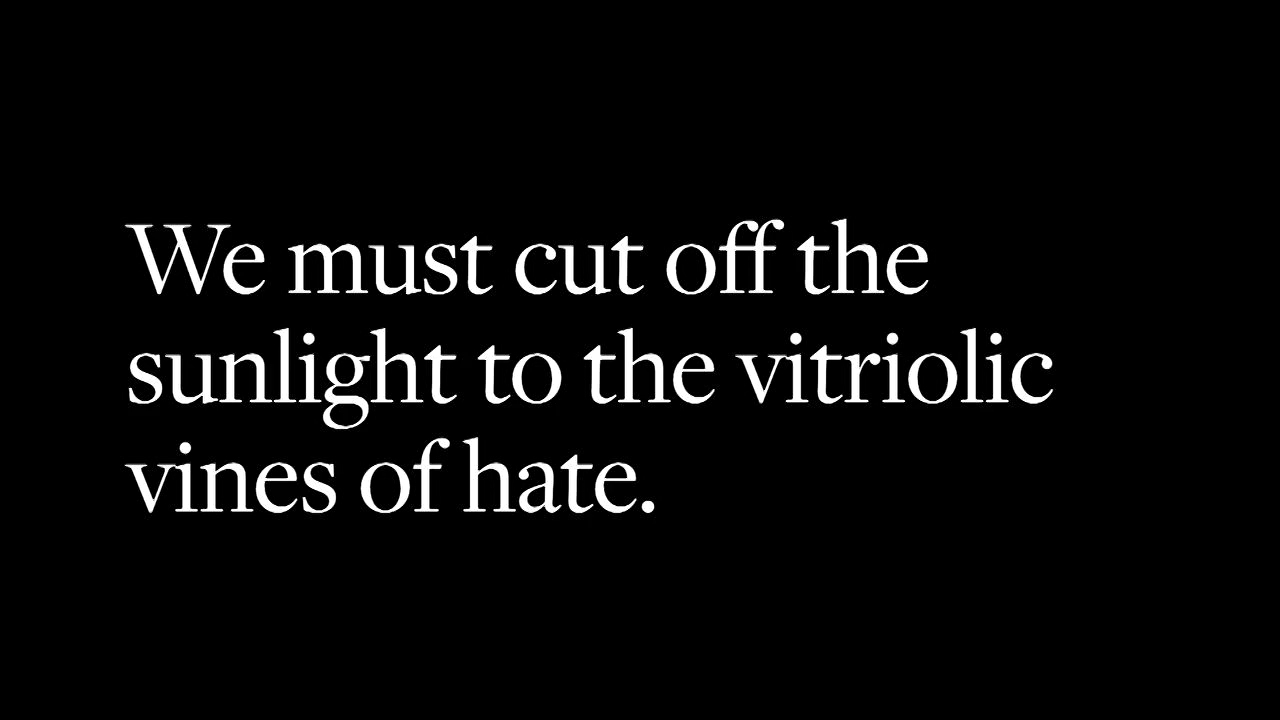 We must cut off the
sunlight to the vitriolic
vines of hate.